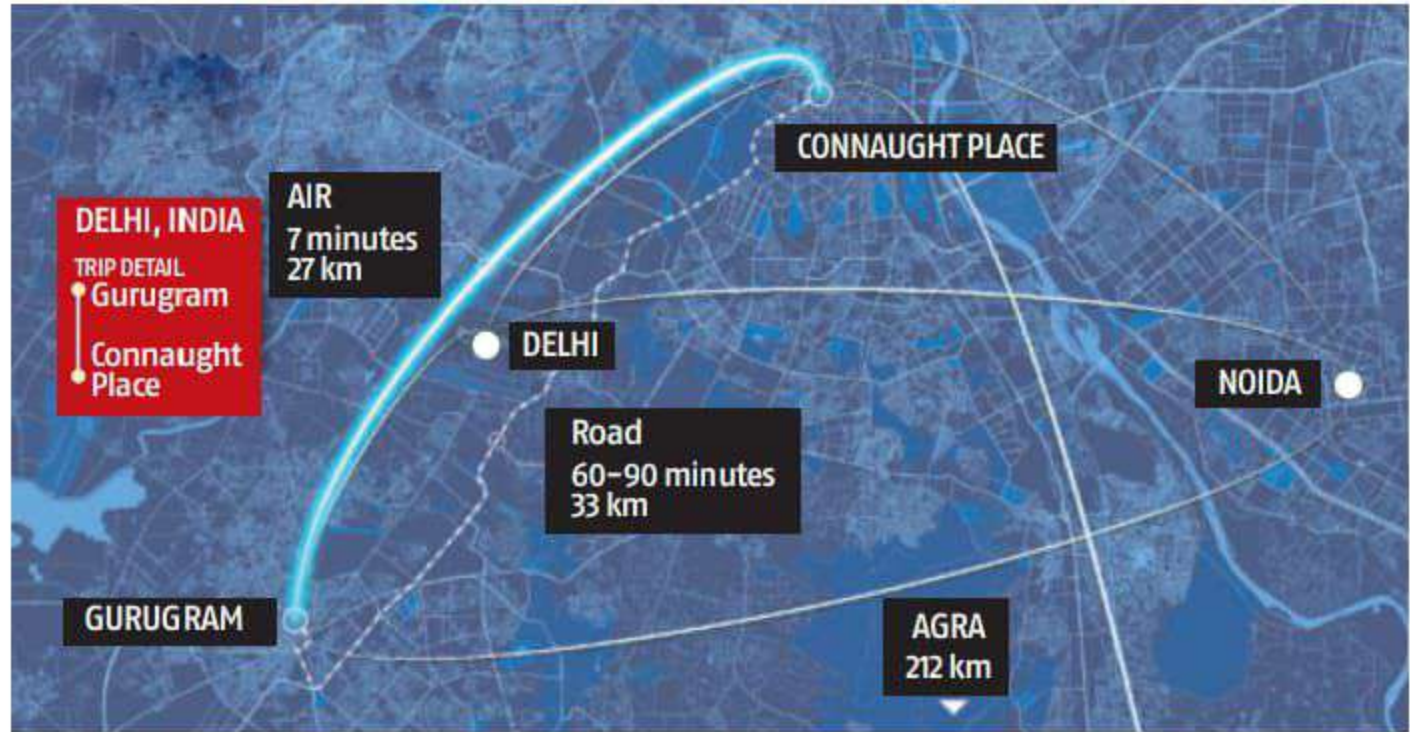 CONNAUGHT PLACE
AIR
7 minutes
27 km
DELHI, INDIA
TRIP DETAIL
Gurugram
Connaught
Place
DELHI
NOIDA
Road
60–90 minutes
33 km
GURUGRAM
AGRA
212 km